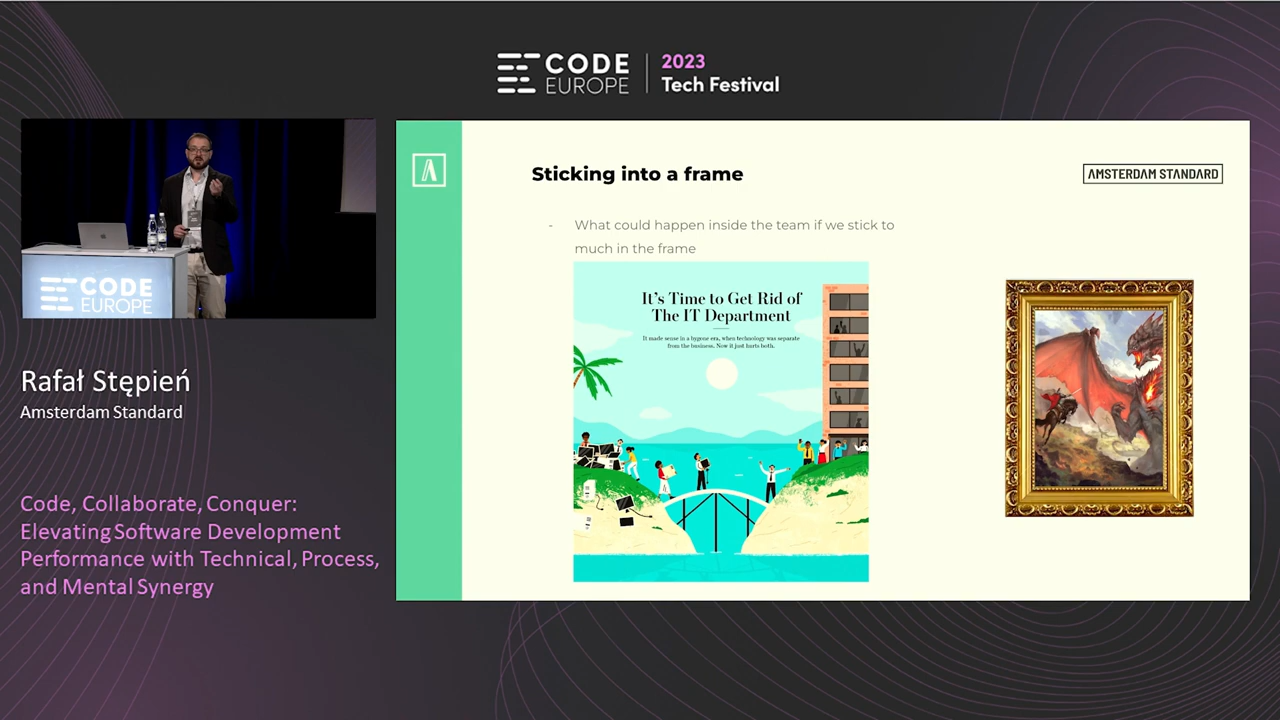 CODE
EUROPE
2023
Tech Festival
CODE
EUROPE
Rafał Stępień
Amsterdam Standard
Code, Collaborate, Conquer:
Elevating Software Development
Performance with Technical, Process,
and Mental Synergy
Sticking into a frame
AMSTERDAM STANDARD
- What could happen inside the team if we stick to
much in the frame
It's Time to Get Rid of
The IT Department
It made sense in a bygone era, when technology was separate
from the business. Now it just hurts both.